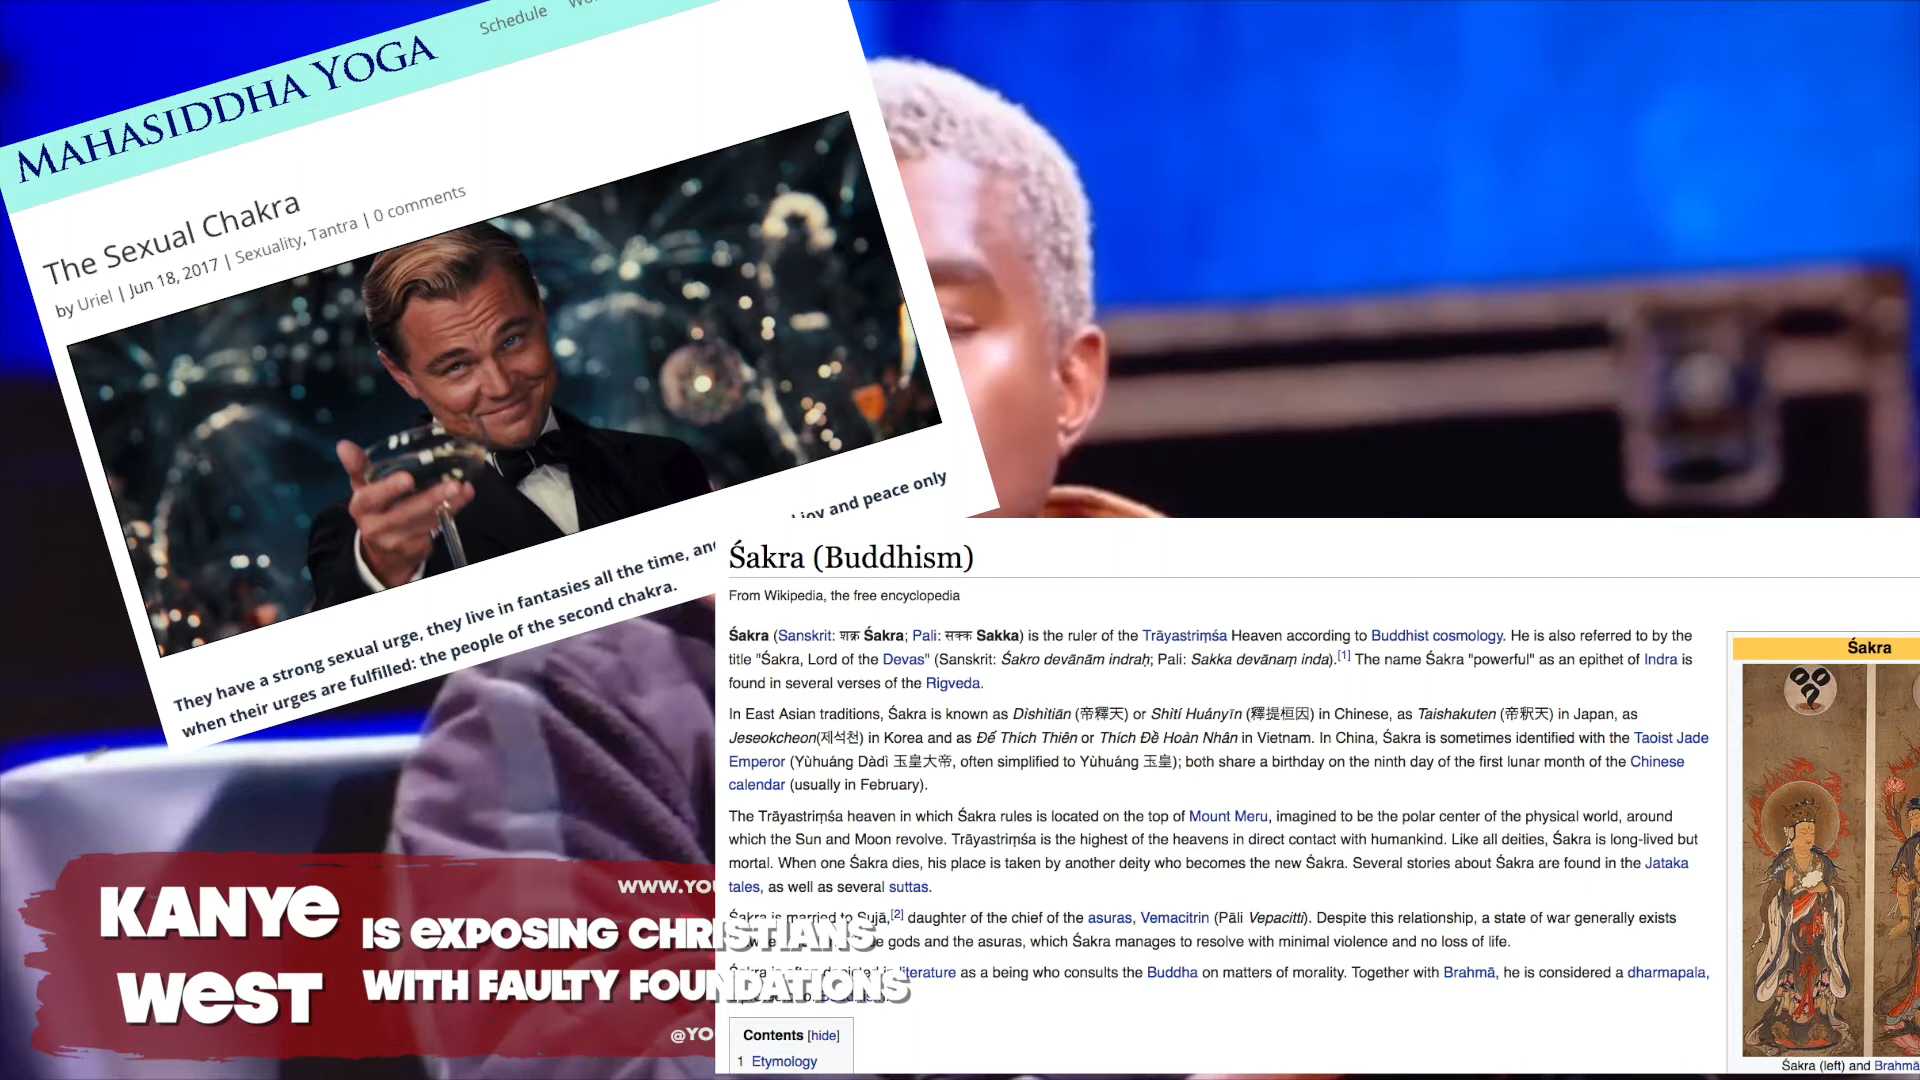 Schedule
MAHASIDDHA YOGA
The Sexual Chakra
by Uriel | Jun 18, 2017 | Sexuality, Tantra | 0 comments
They have a strong sexual urge, they live in fantasies all the time, and joy and peace only
when their urges are fulfilled: the people of the second chakra.
Śakra (Buddhism)
From Wikipedia, the free encyclopedia
Śakra (Sanskrit: शक्र Śakra; Pali: सक्क Sakka) is the ruler of the Trāyastriṃśa Heaven according to Buddhist cosmology. He is also referred to by the
title "Śakra, Lord of the Devas" (Sanskrit: Śakro devānām indraḥ; Pali: Sakka devānaṃ inda).[1] The name Śakra "powerful" as an epithet of Indra is
found in several verses of the Rigveda.
In East Asian traditions, Śakra is known as Dishìtiān (帝釋天) or Shìtí Huányīn (釋提桓因) in Chinese, as Taishakuten (帝釈天) in Japan, as
Jeseokcheon(제석천) in Korea and as Đế Thích Thiên or Thích Đề Hoàn Nhân in Vietnam. In China, Śakra is sometimes identified with the Taoist Jade
Emperor (Yùhuáng Dàdì 玉皇大帝, often simplified to Yùhuáng 玉皇); both share a birthday on the ninth day of the first lunar month of the Chinese
calendar (usually in February).
The Trāyastriṃśa heaven in which Śakra rules is located on the top of Mount Meru, imagined to be the polar center of the physical world, around
which the Sun and Moon revolve. Trāyastriṃśa is the highest of the heavens in direct contact with humankind. Like all deities, Śakra is long-lived but
mortal. When one Śakra dies, his place is taken by another deity who becomes the new Śakra. Several stories about Śakra are found in the Jataka
tales, as well as several suttas.
Śakra is married to Sujā,[2] daughter of the chief of the asuras, Vemacitrin (Pāli Vepacitti). Despite this relationship, a state of war generally exists
gods and the asuras, which Śakra manages to resolve with minimal violence and no loss of life.
literature as a being who consults the Buddha on matters of morality. Together with Brahmā, he is considered a dharmapala,
Contents [hide]
1 Etymology
Śakra
Śakra (left) and Brahmā
KANYE
WEST
WWW.YOU
IS EXPOSING CHRISTIANS
WITH FAULTY FOUNDATIONS
@YO